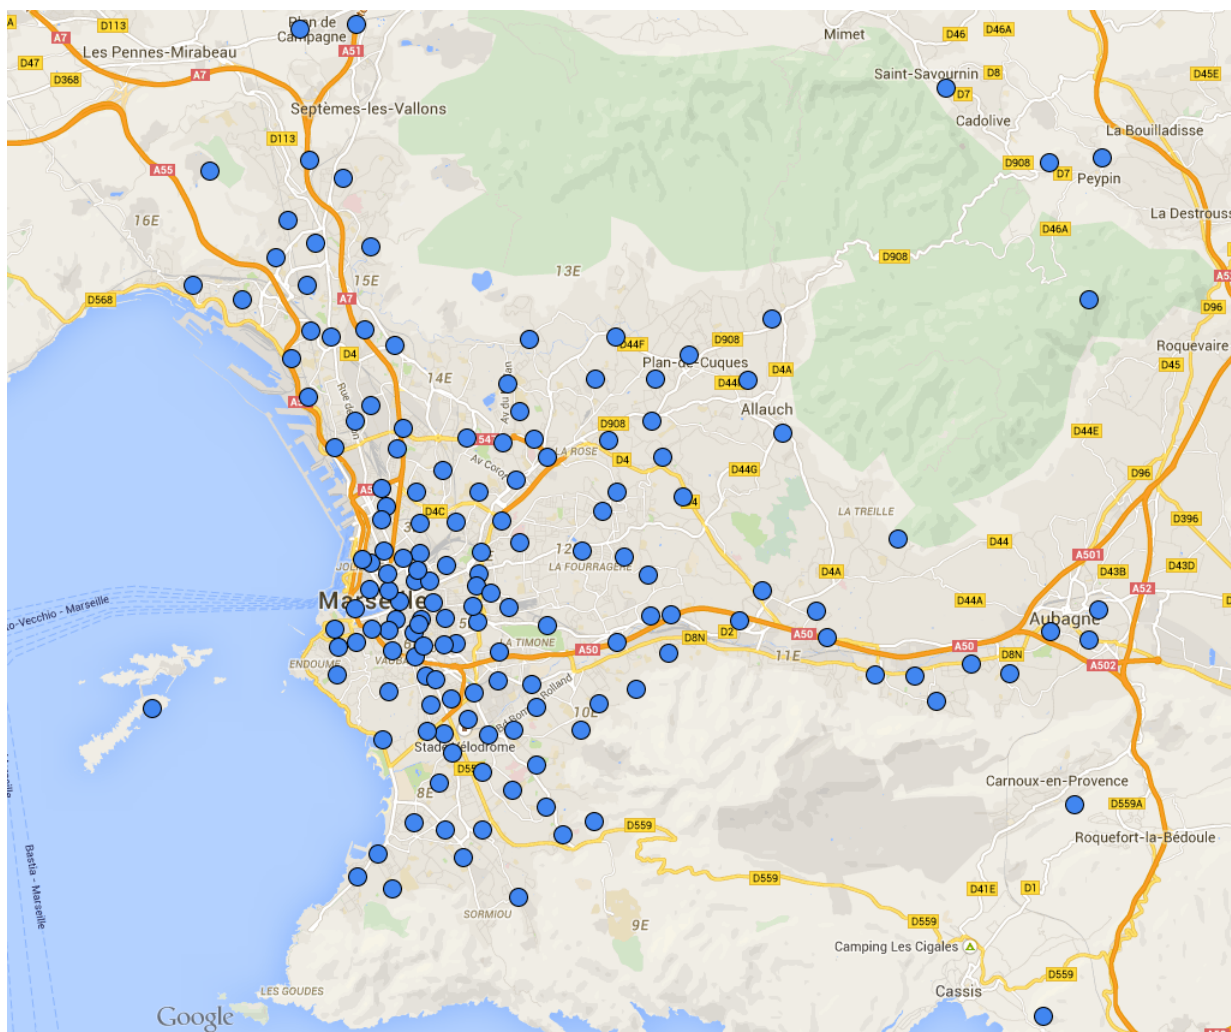 D113
A7
Plan de
Campagne
Les Pennes-Mirabeau
A51
D47
D368
A7
Septèmes-les-Vallons
D113
A55
16E
15E
D568
A7
D4
14E
13E
Mimet
D46
D46A
Saint-Savournin
D8
D7
D45E
Cadolive
La Bouilladisse
D908
D7
Peypin
La Destrouss
D46A
D908
D96
Roquevaire
D45
D44F
D908
Plan-de-Cuques
D4A
Allauch
D44E
D908
LA ROSE
D4
D44G
D96
LA TREILLE
D396
D4C
D44
A501
D43B
D43D
LA FOURRAGÈRE
D4A
A52
D44A
Aubagne
Marseille
o-Vecchio - Marseille
LA TIMONE
A50
D8N
D2
A50
11E
A50
D8N
A502
ENDOUME
10E
Stade Vélodrome
8E
Carnoux-en-Provence
D559A
Roquefort-la-Bédoule
D559
D559
D41E
D1
Bastia - Marseille
SORMIOU
9E
D559
Camping Les Cigales
D559
Cassis
LES GOUDES
Google